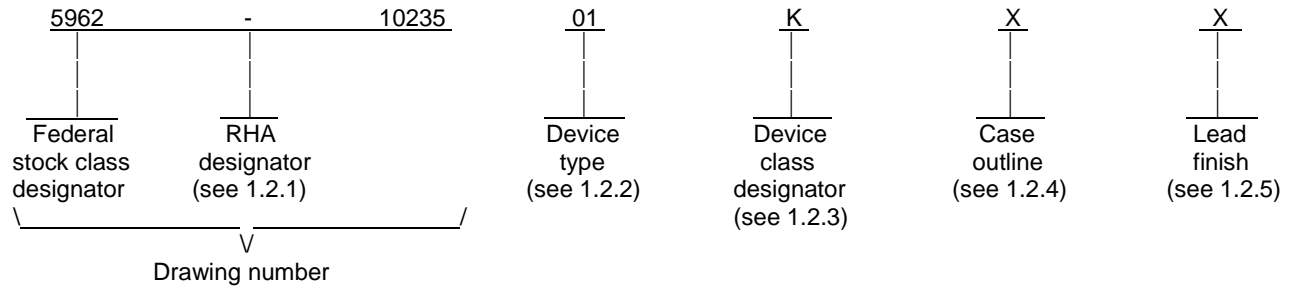 5962 - 10235 01 K X X
Federal RHA Device Device Case Lead
stock class designator type class outline finish
designator (see 1.2.1) (see 1.2.2) designator (see 1.2.4) (see 1.2.5)
(see 1.2.3)
\ /
\/
Drawing number